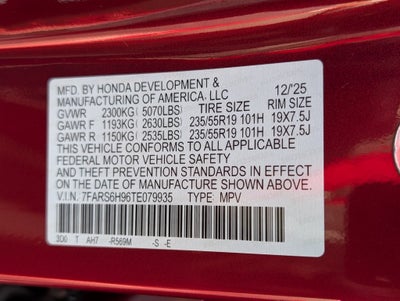 MFD. BY HONDA DEVELOPMENT &
MANUFACTURING OF AMERICA, LLC 12/'25
GVWR 2300KG( 5070LBS) TIRE SIZE RIM SIZE
GAWR F 1193KG( 2630LBS) 235/55R19 101H 19X7.5J
GAWR R 1150KG( 2535LBS) 235/55R19 101H 19X7.5J
THIS VEHICLE CONFORMS TO ALL APPLICABLE
FEDERAL MOTOR VEHICLE SAFETY
AND THEFT PREVENTION STANDARDS IN EFFECT
ON THE DATE OF MANUFACTURE SHOWN ABOVE.
V.I.N. 7FARS6H96TE079935 TYPE MPV
3D0 T AH7 -R569M -S -E